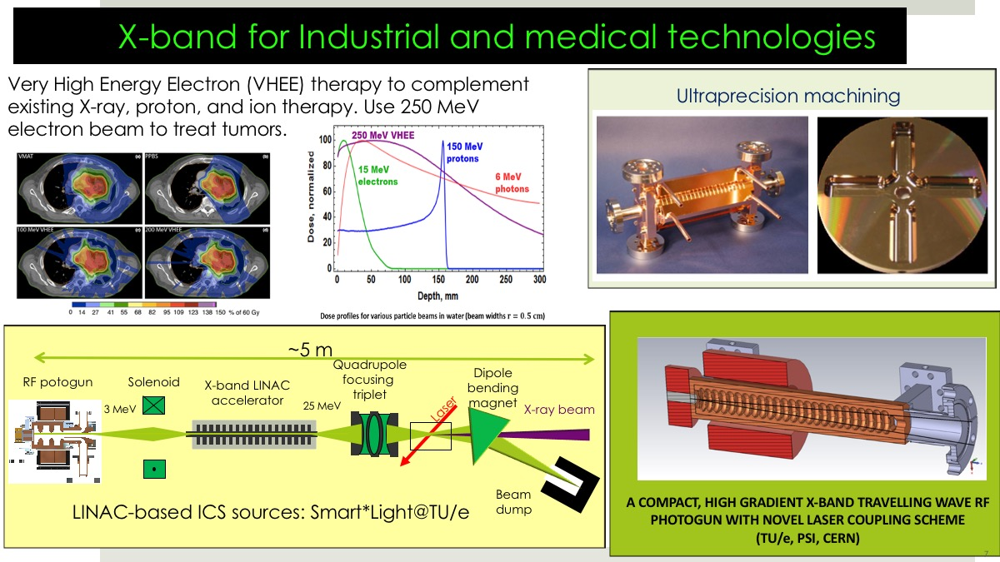 X-band for Industrial and medical technologies
Very High Energy Electron (VHEE) therapy to complement
existing X-ray, proton, and ion therapy. Use 250 MeV
electron beam to treat tumors.
VMAT
(a)
PPBS
(b)
100 MeV VHEE
(c)
200 MeV VHEE
(d)
0 14 27 41 55 68 82 95 109 123 138 150 % of 60 Gy
Dose, normalized
100
80
60
40
20
0
250 MeV VHEE
150 MeV
protons
15 MeV
electrons
6 MeV
photons
0 50 100 150 200 250 300
Depth, mm
Dose profiles for various particle beams in water (beam widths r = 0.5 cm)
Ultraprecision machining
~5 m
RF potogun
Solenoid
X-band LINAC
accelerator
Quadrupole
focusing
triplet
Dipole
bending
magnet
3 MeV
25 MeV
Laser
X-ray beam
Beam
dump
LINAC-based ICS sources: Smart*Light@TU/e
A COMPACT, HIGH GRADIENT X-BAND TRAVELLING WAVE RF
PHOTOGUN WITH NOVEL LASER COUPLING SCHEME
(TU/e, PSI, CERN)
7